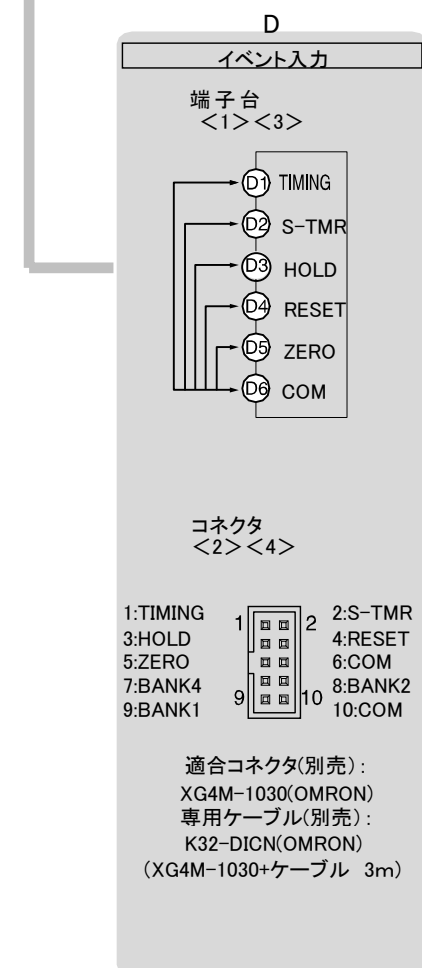 D
イベント入力
端子台
<1><3>
D1 TIMING
D2 S-TMR
D3 HOLD
D4 RESET
D5 ZERO
D6 COM
コネクタ
<2><4>
1:TIMING 1 2 2:S-TMR
3:HOLD 4:RESET
5:ZERO 6:COM
7:BANK4 8:BANK2
9:BANK1 9 10 10:COM
適合コネクタ(別売):
XG4M-1030(OMRON)
専用ケーブル(別売):
K32-DICN(OMRON)
(XG4M-1030+ケーブル 3m)